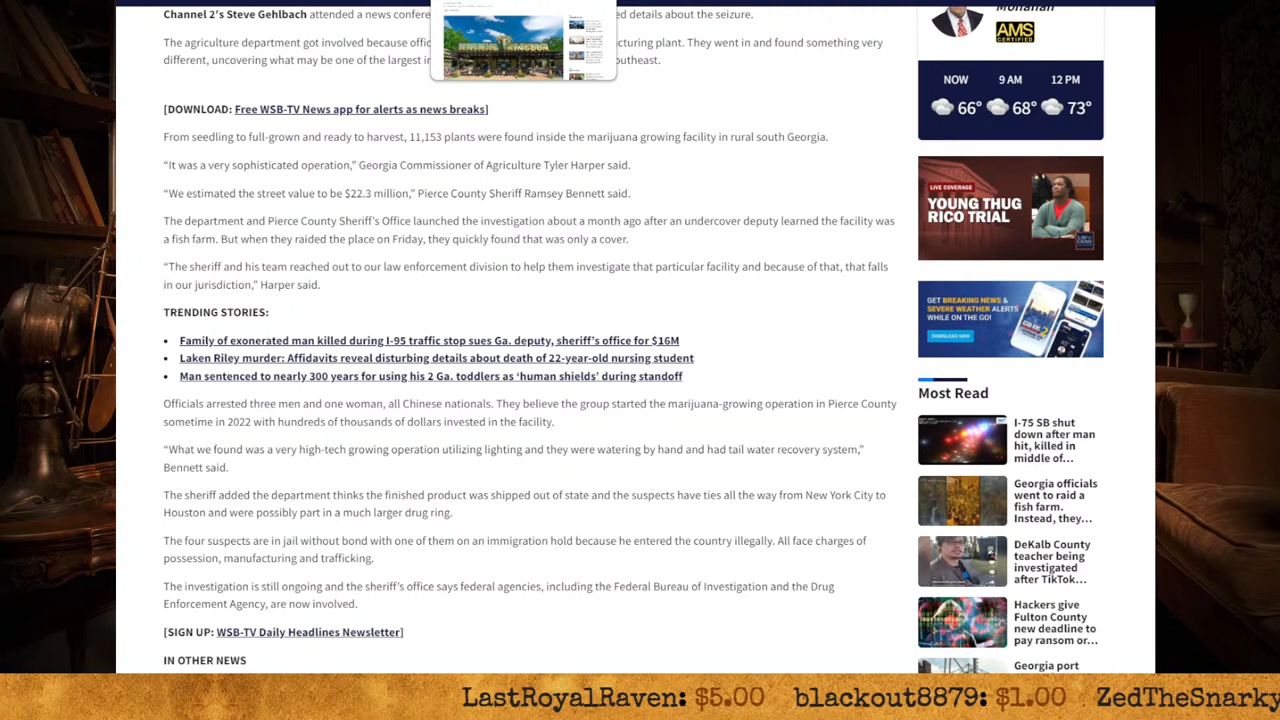 Channel 2's Steve Gehlbach attended a news confere
ed details about the seizure.
The agriculture department
olved because offic
cturing plant. They went in and found something very
different, uncovering what may be one of the largest in
outheast.
ANIMAL KINGDOM
[DOWNLOAD: Free WSB-TV News app for alerts as news breaks]
From seedling to full-grown and ready to harvest, 11,153 plants were found inside the marijuana growing facility in rural south Georgia.
“It was a very sophisticated operation,” Georgia Commissioner of Agriculture Tyler Harper said.
“We estimated the street value to be $22.3 million,” Pierce County Sheriff Ramsey Bennett said.
The department and Pierce County Sheriff’s Office launched the investigation about a month ago after an undercover deputy learned the facility was
a fish farm. But when they raided the place on Friday, they quickly found that was only a cover.
“The sheriff and his team reached out to our law enforcement division to help them investigate that particular facility and because of that, that falls
in our jurisdiction,” Harper said.
TRENDING STORIES:
• Family of exonerated man killed during I-95 traffic stop sues Ga. deputy, sheriff’s office for $16M
• Laken Riley murder: Affidavits reveal disturbing details about death of 22-year-old nursing student
• Man sentenced to nearly 300 years for using his 2 Ga. toddlers as ‘human shields’ during standoff
Officials arrested three men and one woman, all Chinese nationals. They believe the group started the marijuana-growing operation in Pierce County
sometime in 2022 with hundreds of thousands of dollars invested in the facility.
“What we found was a very high-tech growing operation utilizing lighting and they were watering by hand and had tail water recovery system,”
Bennett said.
The sheriff added the department thinks the finished product was shipped out of state and the suspects have ties all the way from New York City to
Houston and were possibly part in a much larger drug ring.
The four suspects are in jail without bond with one of them on an immigration hold because he entered the country illegally. All face charges of
possession, manufacturing and trafficking.
The investigation is still ongoing and the sheriff’s office says federal agencies, including the Federal Bureau of Investigation and the Drug
Enforcement Agency, are now involved.
[SIGN UP: WSB-TV Daily Headlines Newsletter]
IN OTHER NEWS
Monahan
AMS
CERTIFIED
NOW 9 AM 12 PM
66° 68° 73°
LIVE COVERAGE
YOUNG THUG
RICO TRIAL
LAW & CRIME
GET BREAKING NEWS &
SEVERE WEATHER ALERTS
WHILE ON THE GO!
DOWNLOAD NOW
Most Read
I-75 SB shut
down after man
hit, killed in
middle of…
Georgia officials
went to raid a
fish farm.
Instead, they…
DeKalb County
teacher being
investigated
after TikTok…
Hackers give
Fulton County
new deadline to
pay ransom or…
Georgia port
LastRoyalRaven: $5.00 blackout8879: $1.00 ZedTheSnarky